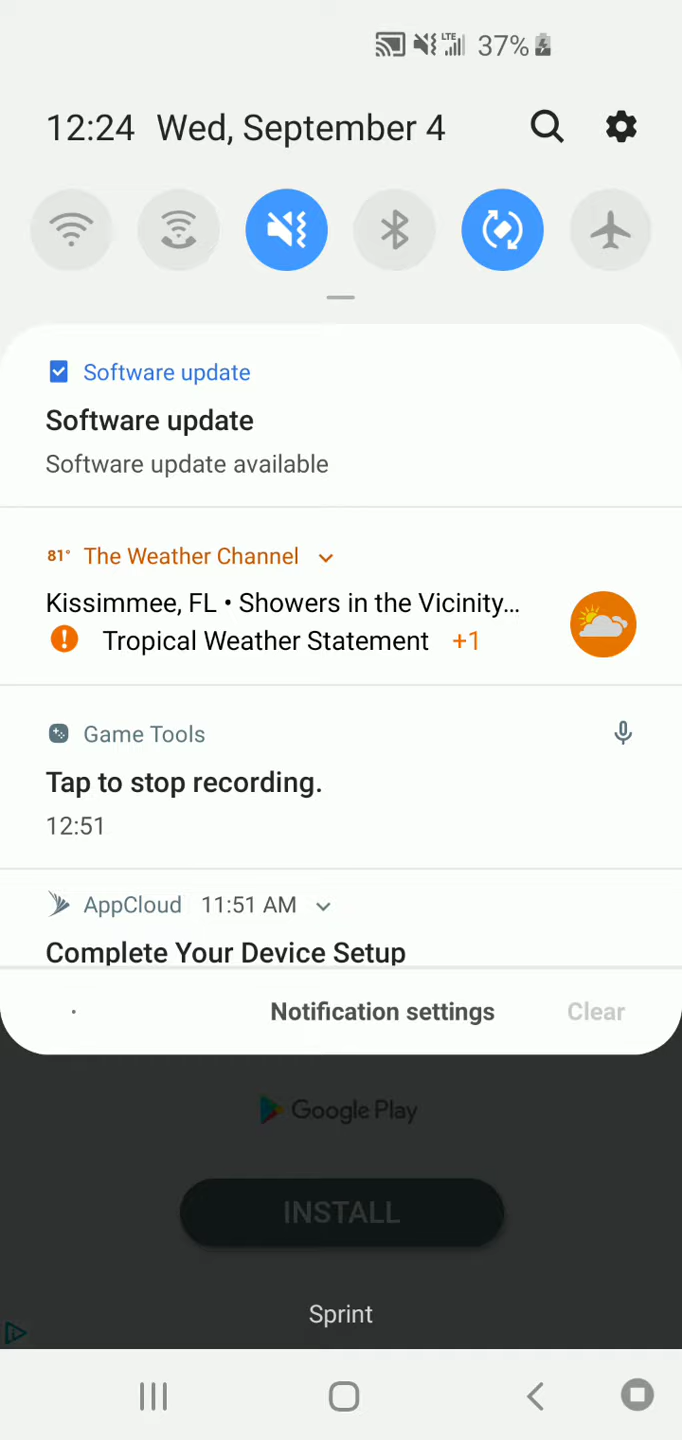 LTE 37%
12:24 Wed, September 4
Software update
Software update
Software update available
81° The Weather Channel
Kissimmee, FL • Showers in the Vicinity...
Tropical Weather Statement +1
Game Tools
Tap to stop recording.
12:51
AppCloud 11:51 AM
Complete Your Device Setup
Notification settings Clear
Google Play
INSTALL
Sprint